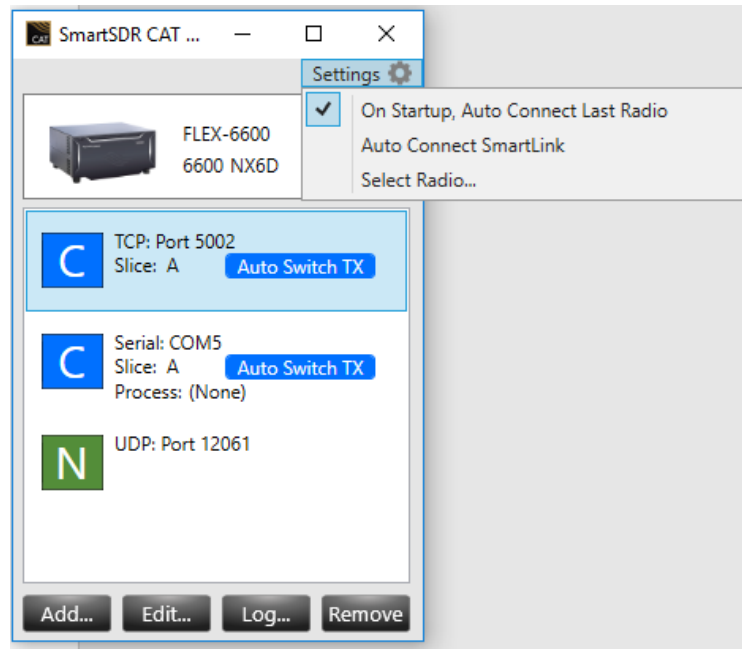 CAT SmartSDR CAT ...
Settings
On Startup, Auto Connect Last Radio
Auto Connect SmartLink
Select Radio...
FLEX-6600
6600 NX6D
C
TCP: Port 5002
Slice: A Auto Switch TX
C
Serial: COM5
Slice: A Auto Switch TX
Process: (None)
N
UDP: Port 12061
Add... Edit... Log... Remove